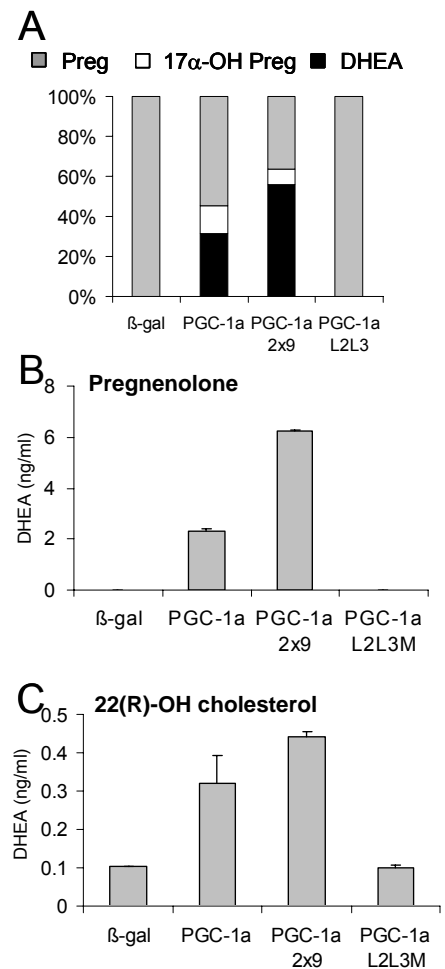 A
Preg 17α-OH Preg DHEA
100%
80%
60%
40%
20%
0%
ß-gal PGC-1a PGC-1a PGC-1a
2x9 L2L3
B
Pregnenolone
DHEA (ng/ml)
8
6
4
2
0
ß-gal PGC-1a PGC-1a PGC-1a
2x9 L2L3M
C
22(R)-OH cholesterol
DHEA (ng/ml)
0.5
0.4
0.3
0.2
0.1
0
ß-gal PGC-1a PGC-1a PGC-1a
2x9 L2L3M